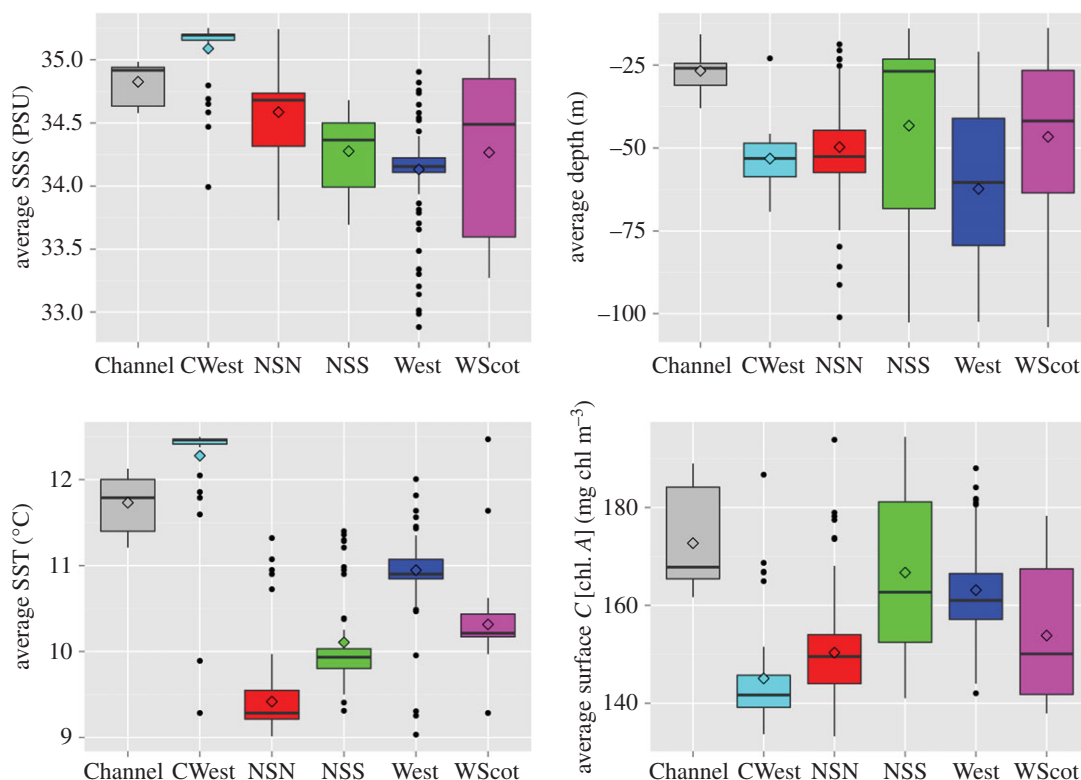 average SSS (PSU)
35.0
34.5
34.0
33.5
33.0
Channel CWest NSN NSS West WScot
average depth (m)
–25
–50
–75
–100
Channel CWest NSN NSS West WScot
average SST (°C)
12
11
10
9
Channel CWest NSN NSS West WScot
average surface C [chl. A] (mg chl m–3)
180
160
140
Channel CWest NSN NSS West WScot